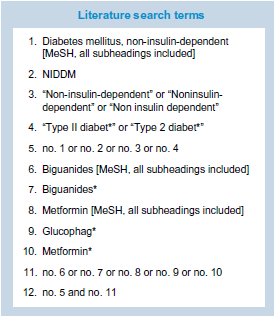 Literature search terms
1. Diabetes mellitus, non-insulin-dependent
[MeSH, all subheadings included]
2. NIDDM
3. “Non-insulin-dependent” or “Noninsulin-
dependent” or “Non insulin dependent”
4. “Type II diabet*” or “Type 2 diabet*”
5. no. 1 or no. 2 or no. 3 or no. 4
6. Biguanides [MeSH, all subheadings included]
7. Biguanides*
8. Metformin [MeSH, all subheadings included]
9. Glucophag*
10. Metformin*
11. no. 6 or no. 7 or no. 8 or no. 9 or no. 10
12. no. 5 and no. 11